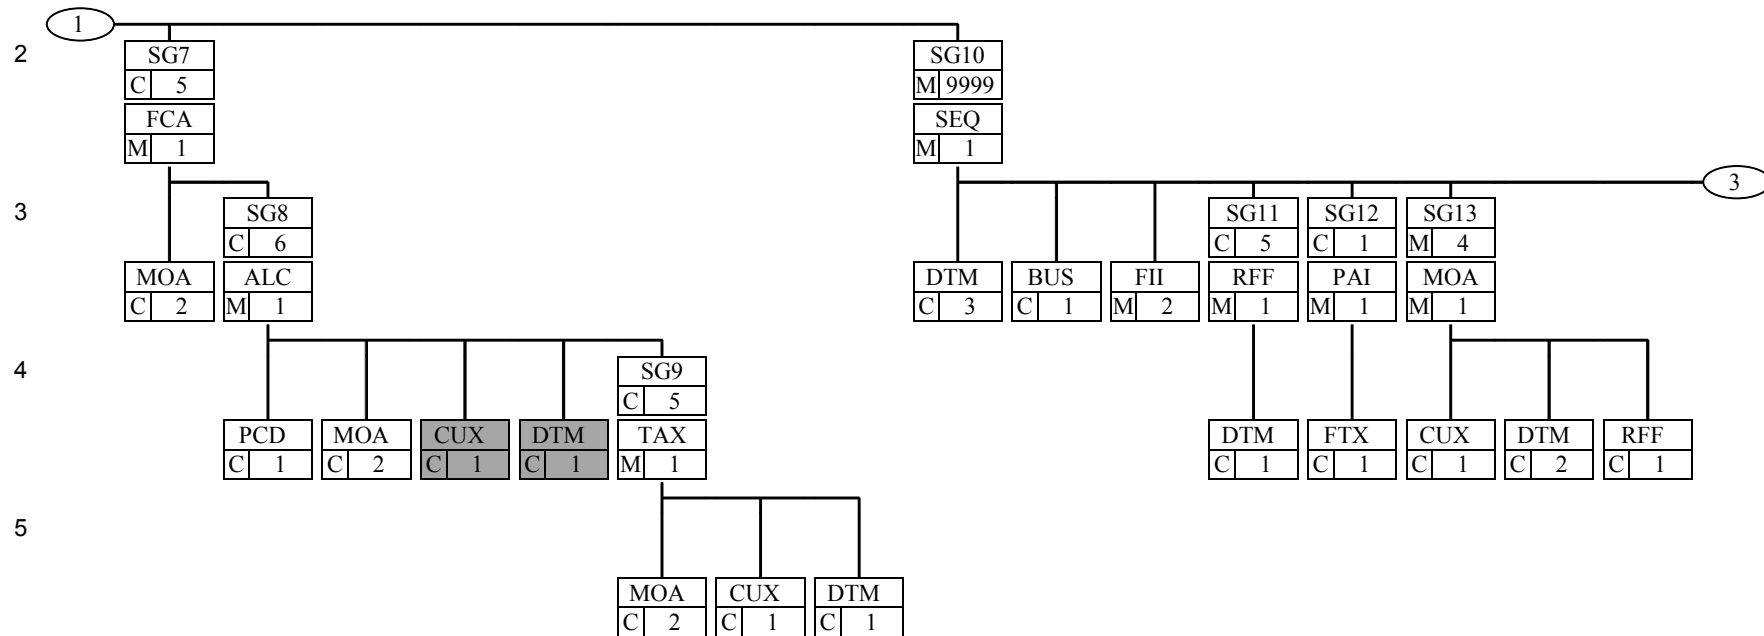 1
2 SG7 SG10
C 5 M 9999
FCA SEQ
M 1 M 1
3
3 SG8 SG11 SG12 SG13
C 6 C 5 C 1 M 4
MOA ALC DTM BUS FII RFF PAI MOA
C 2 M 1 C 3 C 1 M 2 M 1 M 1 M 1
4 SG9
C 5
PCD MOA CUX DTM TAX DTM FTX CUX DTM RFF
C 1 C 2 C 1 C 1 M 1 C 1 C 1 C 1 C 2 C 1
5
MOA CUX DTM
C 2 C 1 C 1